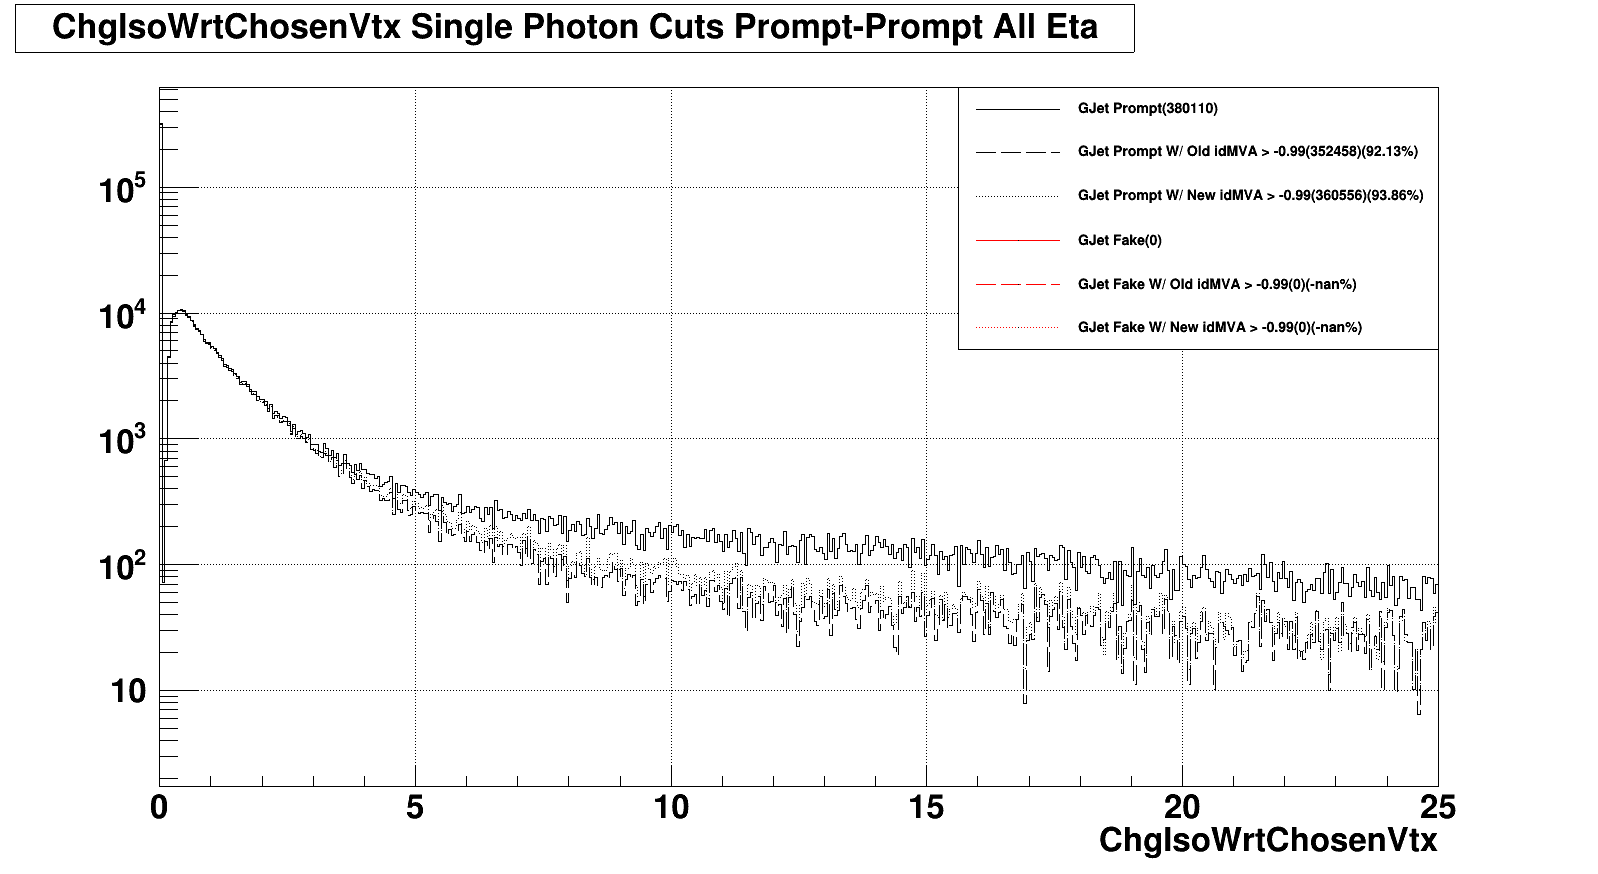 ChgIsoWrtChosenVtx Single Photon Cuts Prompt-Prompt All Eta
GJet Prompt(380110)
GJet Prompt W/ Old idMVA > -0.99(352458)(92.13%)
GJet Prompt W/ New idMVA > -0.99(360556)(93.86%)
GJet Fake(0)
GJet Fake W/ Old idMVA > -0.99(0)(-nan%)
GJet Fake W/ New idMVA > -0.99(0)(-nan%)
10^5
10^4
10^3
10^2
10
0 5 10 15 20 25
ChgIsoWrtChosenVtx